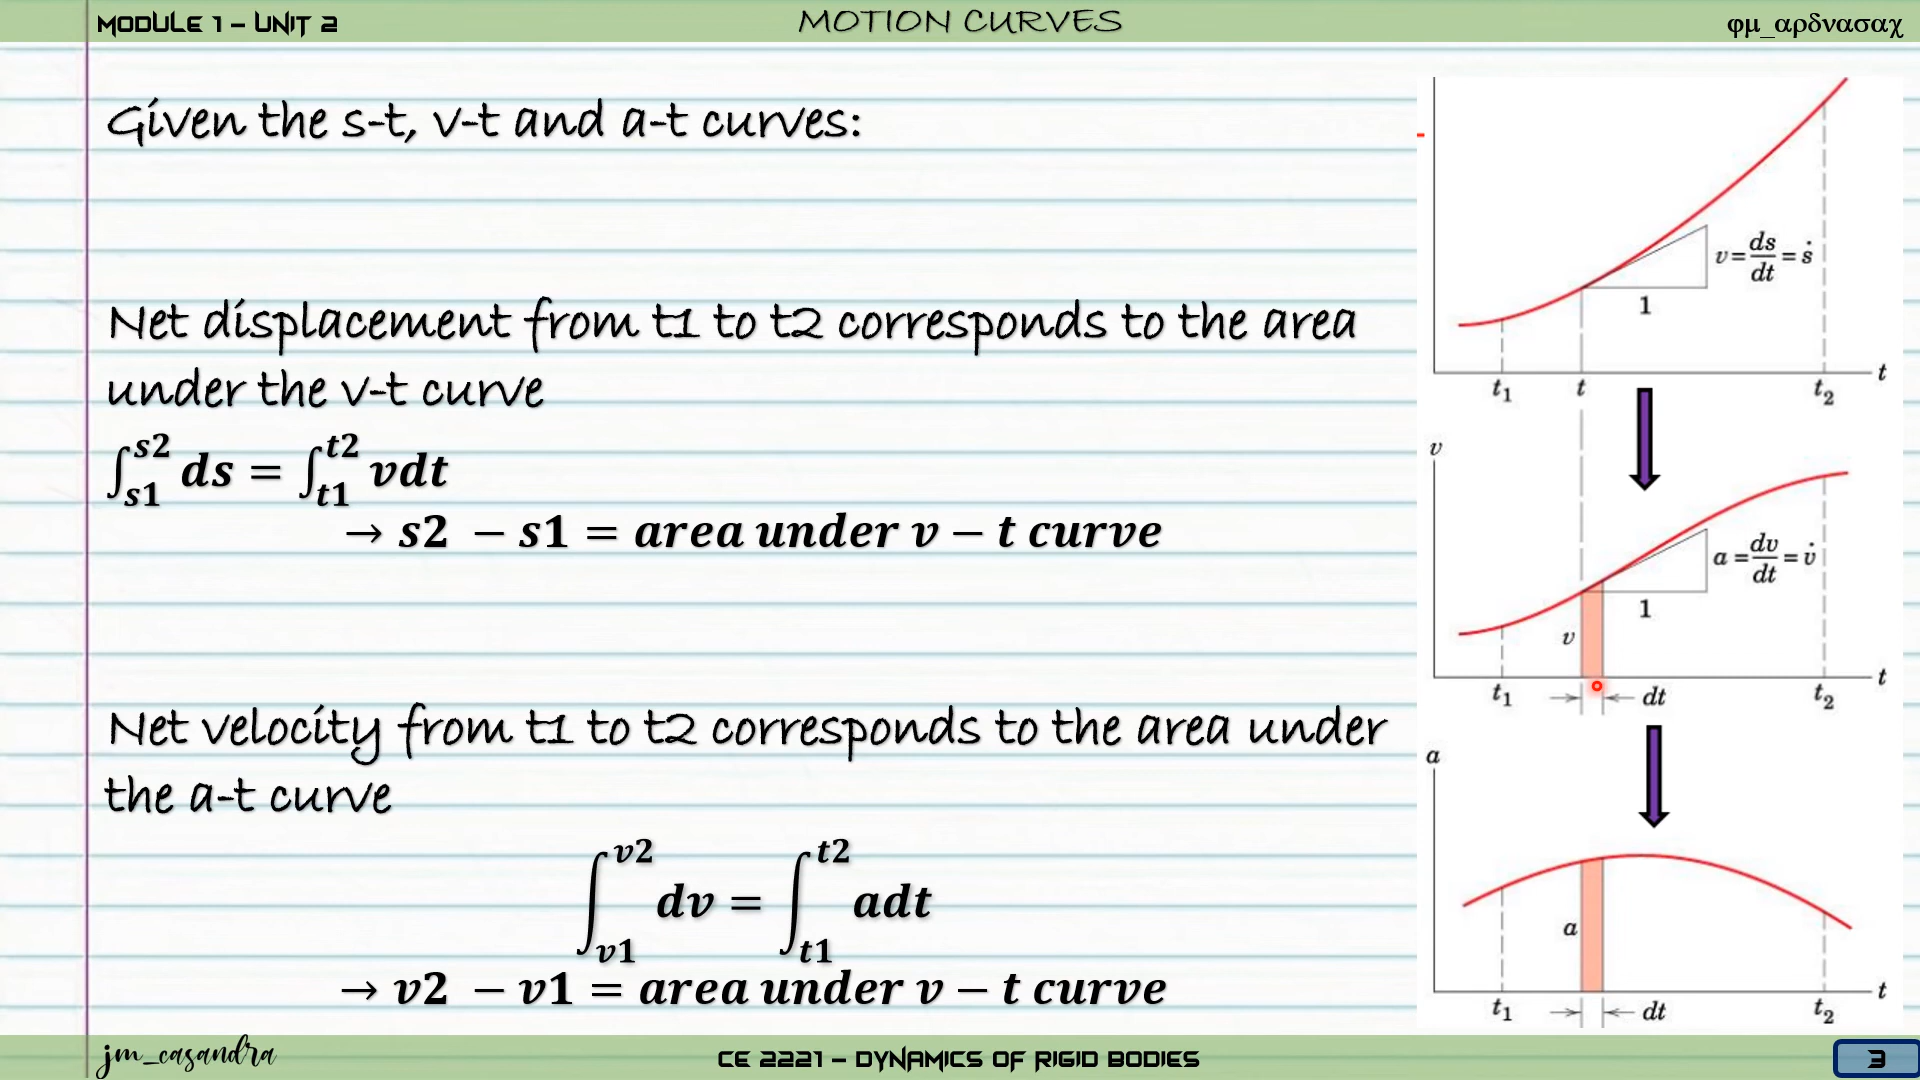 MODULE 1 – UNIT 2
MOTION CURVES
φμ_αρδνασαχ
Given the s-t, v-t and a-t curves:
Net displacement from t1 to t2 corresponds to the area
under the v-t curve
∫_{s1}^{s2} ds = ∫_{t1}^{t2} vdt
→ s2 − s1 = area under v − t curve
Net velocity from t1 to t2 corresponds to the area under
the a-t curve
∫_{v1}^{v2} dv = ∫_{t1}^{t2} adt
→ v2 − v1 = area under v − t curve
v = ds/dt = ṡ
1
t₁ t t₂ t
v
a = dv/dt = v̇
1
v
t₁ dt t₂ t
a
a
t₁ dt t₂ t
jm_casandra
CE 2221 – DYNAMICS OF RIGID BODIES
3